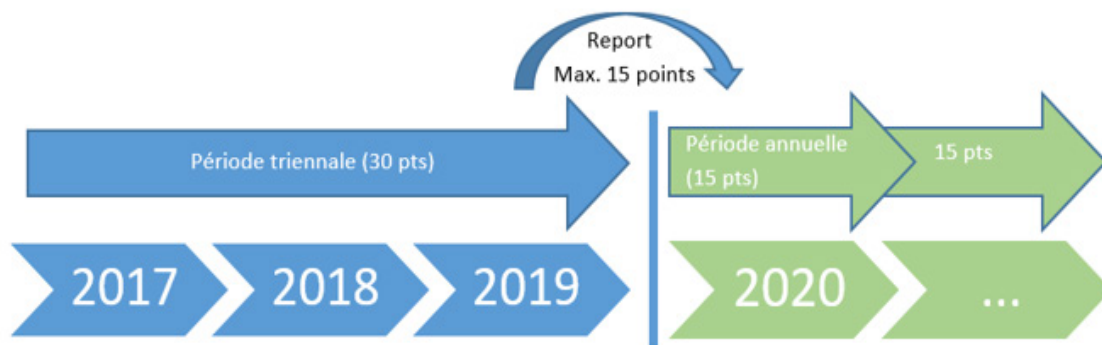 Report
Max. 15 points
Période triennale (30 pts)
Période annuelle
(15 pts)
15 pts
2017
2018
2019
2020
...